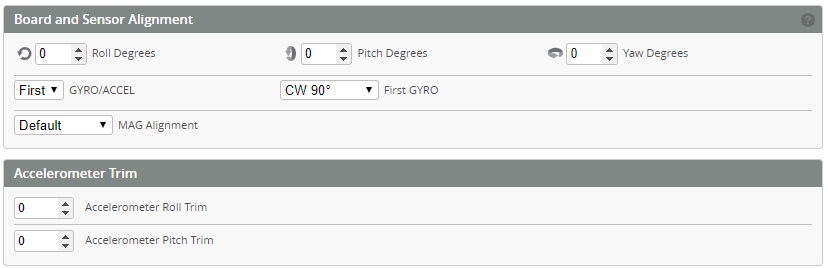 Board and Sensor Alignment ?
0 Roll Degrees 0 Pitch Degrees 0 Yaw Degrees
First GYRO/ACCEL CW 90° First GYRO
Default MAG Alignment
Accelerometer Trim
0 Accelerometer Roll Trim
0 Accelerometer Pitch Trim